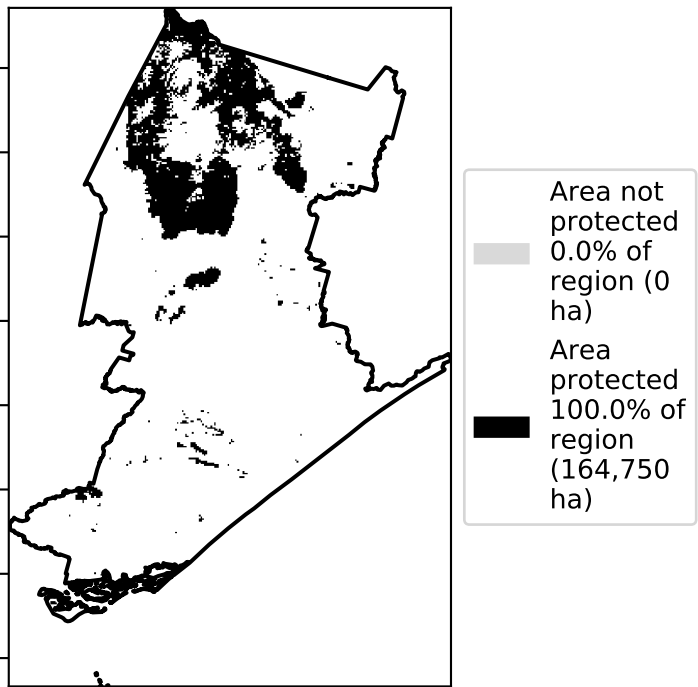 Area not
protected
0.0% of
region (0
ha)
Area
protected
100.0% of
region
(164,750
ha)